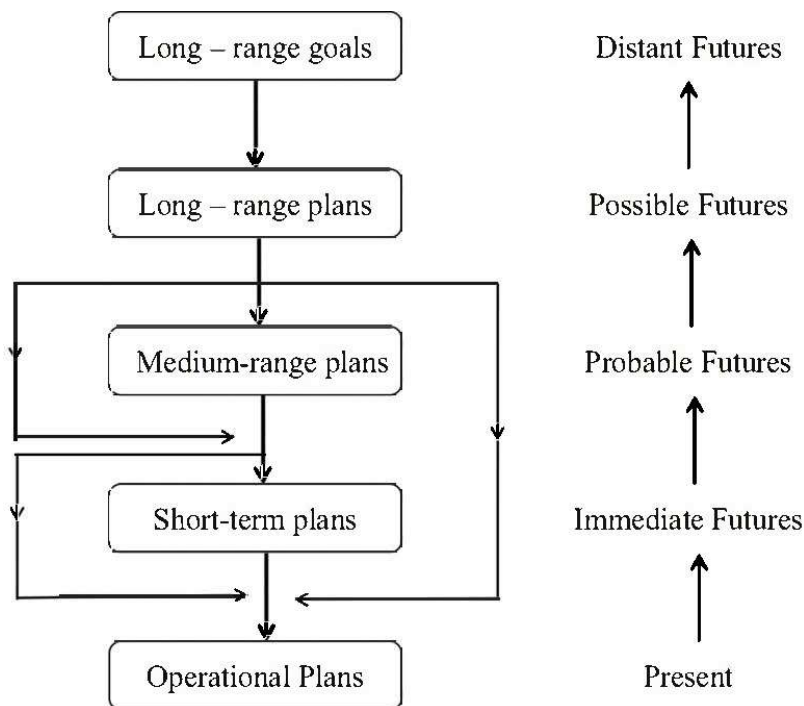 Long – range goals
Distant Futures
Long – range plans
Possible Futures
Medium-range plans
Probable Futures
Short-term plans
Immediate Futures
Operational Plans
Present